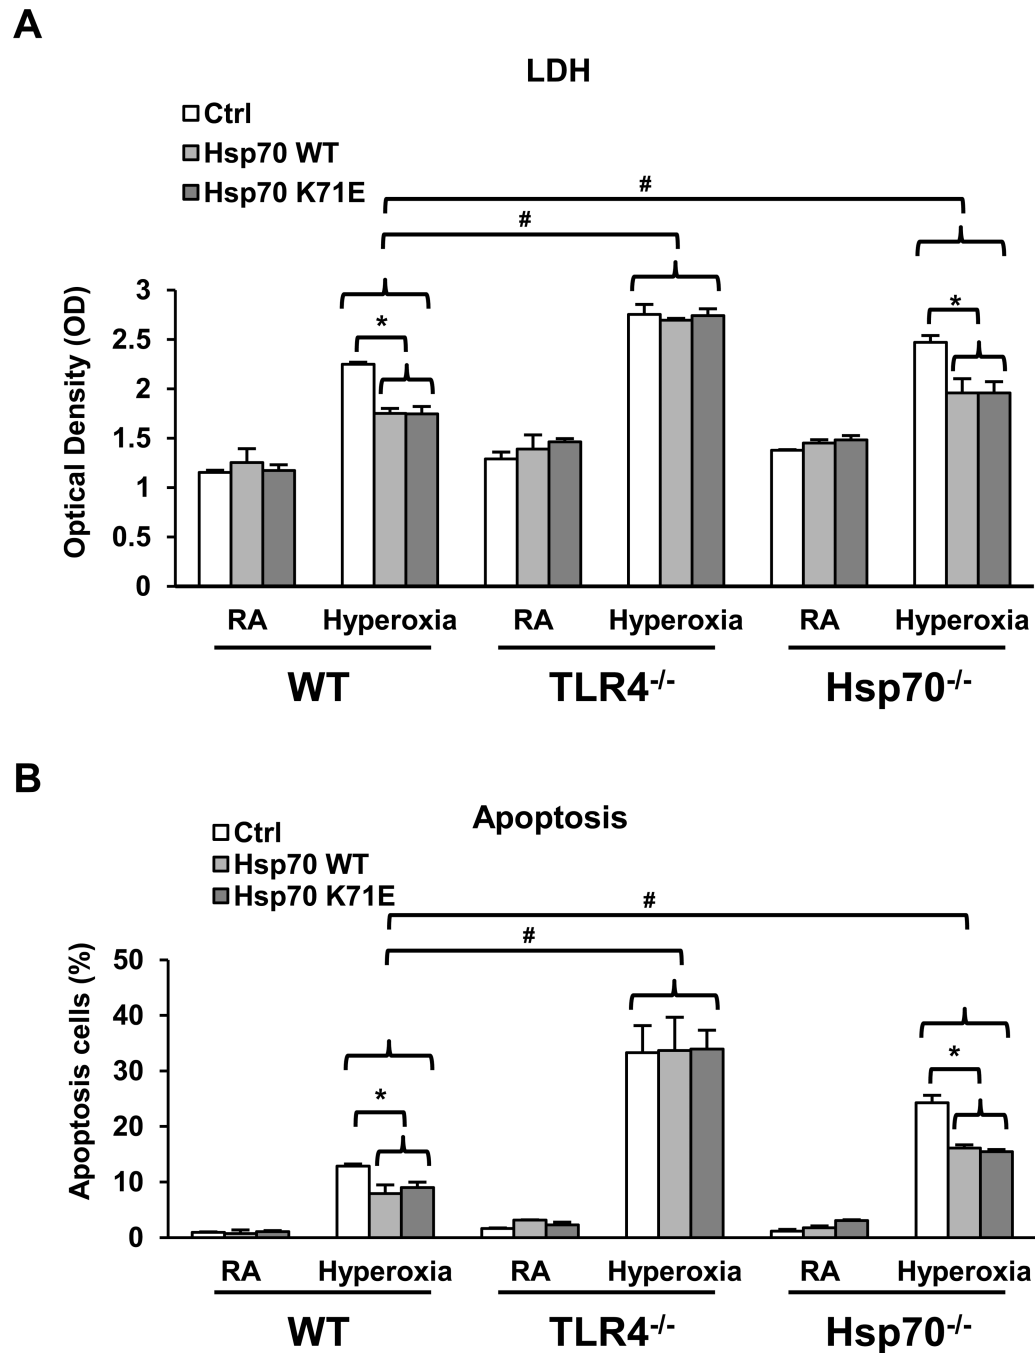 A
LDH
Ctrl
Hsp70 WT
Hsp70 K71E
#
#
*
*
Optical Density (OD)
3
2.5
2
1.5
1
0.5
0
RA Hyperoxia RA Hyperoxia RA Hyperoxia
WT TLR4-/- Hsp70-/-
B
Apoptosis
Ctrl
Hsp70 WT
Hsp70 K71E
#
#
*
*
Apoptosis cells (%)
50
40
30
20
10
0
RA Hyperoxia RA Hyperoxia RA Hyperoxia
WT TLR4-/- Hsp70-/-